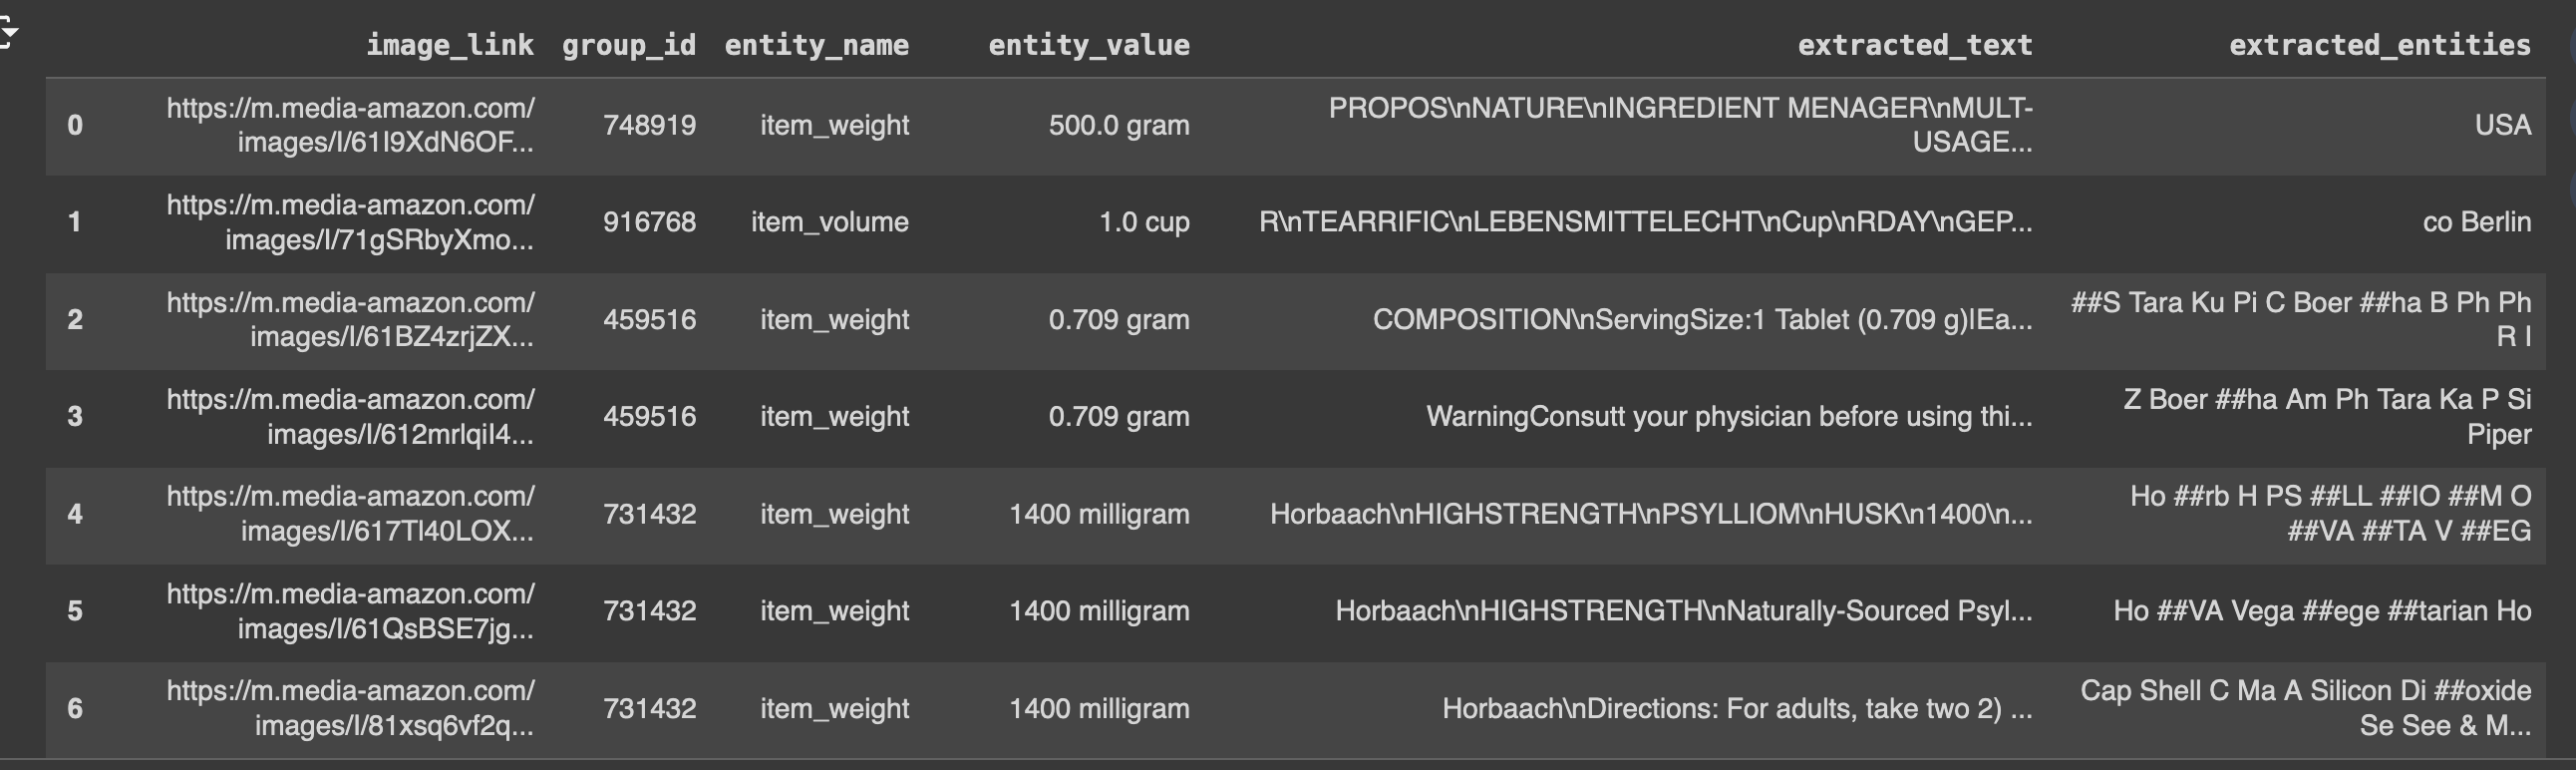 image_link group_id entity_name entity_value extracted_text extracted_entities
0 https://m.media-amazon.com/ 748919 item_weight 500.0 gram PROPOS\nNATURE\nINGREDIENT MENAGER\nMULT- USA
images/I/61I9XdN6OF... USAGE...
1 https://m.media-amazon.com/ 916768 item_volume 1.0 cup R\nTEARRIFIC\nLEBENSMITTELECHT\nCup\nRDAY\nGEP... co Berlin
images/I/71gSRbyXmo...
2 https://m.media-amazon.com/ 459516 item_weight 0.709 gram COMPOSITION\nServingSize:1 Tablet (0.709 g)lEa... ##S Tara Ku Pi C Boer ##ha B Ph Ph
images/I/61BZ4zrjZX... R I
3 https://m.media-amazon.com/ 459516 item_weight 0.709 gram WarningConsutt your physician before using thi... Z Boer ##ha Am Ph Tara Ka P Si
images/I/612mrlqiI4... Piper
4 https://m.media-amazon.com/ 731432 item_weight 1400 milligram Horbaach\nHIGHSTRENGTH\nPSYLLIOM\nHUSK\n1400\n... Ho ##rb H PS ##LL ##IO ##M O
images/I/617Tl40LOX... ##VA ##TA V ##EG
5 https://m.media-amazon.com/ 731432 item_weight 1400 milligram Horbaach\nHIGHSTRENGTH\nNaturally-Sourced Psyl... Ho ##VA Vega ##ege ##tarian Ho
images/I/61QsBSE7jg...
6 https://m.media-amazon.com/ 731432 item_weight 1400 milligram Horbaach\nDirections: For adults, take two 2) ... Cap Shell C Ma A Silicon Di ##oxide
images/I/81xsq6vf2q... Se See & M...